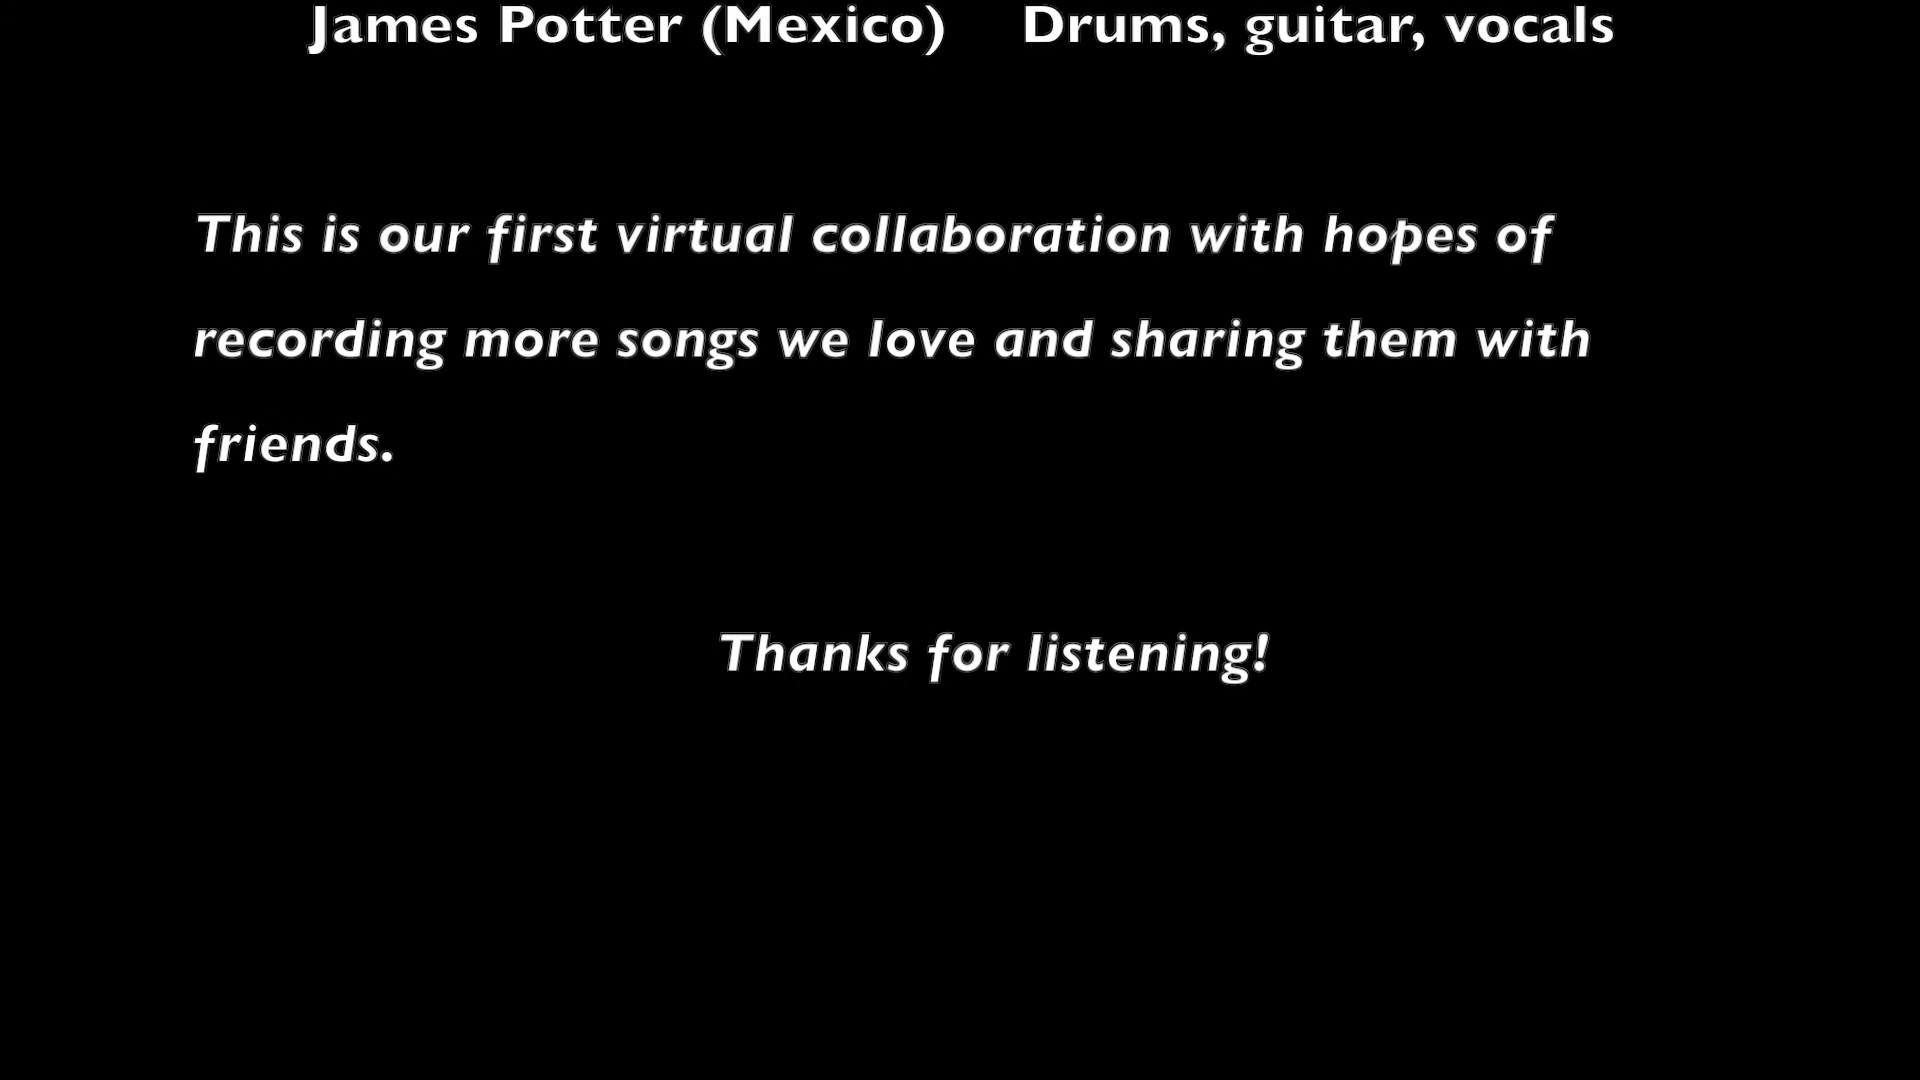 James Potter (Mexico) Drums, guitar, vocals
This is our first virtual collaboration with hopes of
recording more songs we love and sharing them with
friends.
Thanks for listening!